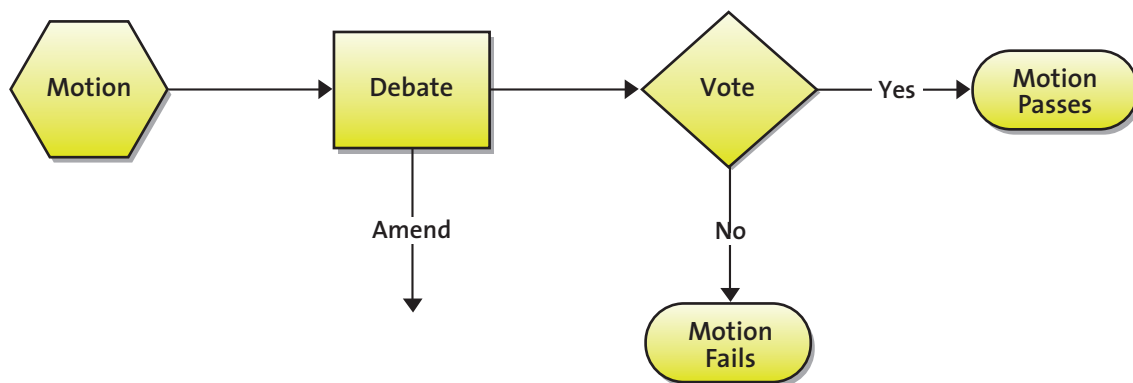 Motion
Debate
Vote
Yes
Motion
Passes
Amend
No
Motion
Fails